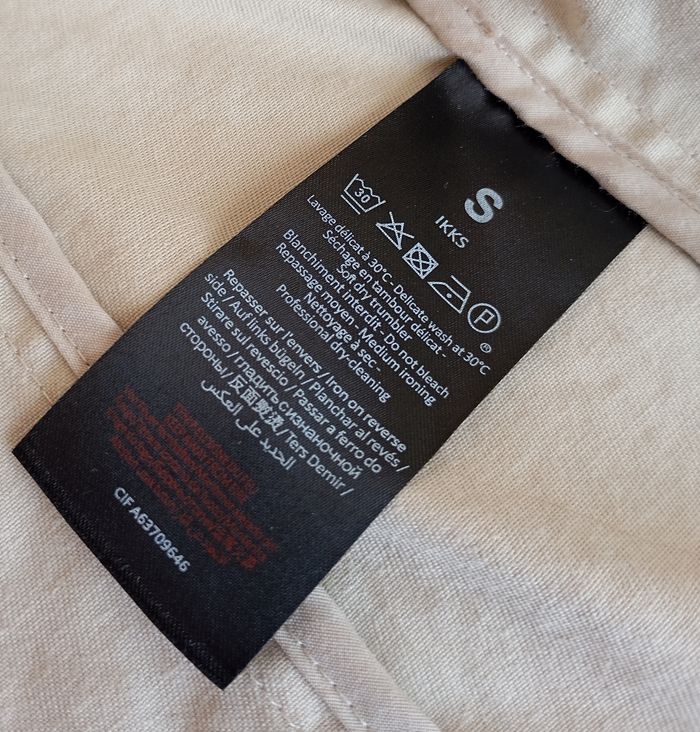 S
IKKS
30
P
®
Lavage délicat à 30°C - Delicate wash at 30°C
Séchage en tambour délicat -
Soft dry trumbler
Blanchiment interdit - Do not bleach
Repassage moyen - Medium ironing
Nettoyage à sec -
Professional dry cleaning
Repasser sur l'envers / Iron on reverse
side / Auf links bügeln / Planchar al revés /
Stirare sul rovescio / Passar a ferro do
avesso / гладить с изнаночной
стороны / 反面 / Ters Demir /
الحديد على العكس
CIF A63709646